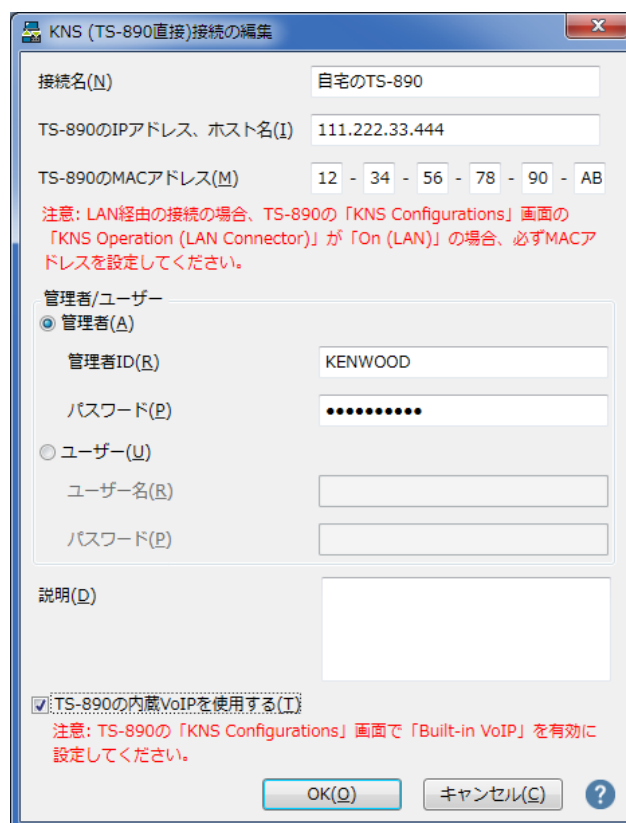 KNS (TS-890直接)接続の編集
接続名(N)
自宅のTS-890
TS-890のIPアドレス、ホスト名(I)
111.222.33.444
TS-890のMACアドレス(M)
12 - 34 - 56 - 78 - 90 - AB
注意: LAN経由の接続の場合、TS-890の「KNS Configurations」画面の
「KNS Operation (LAN Connector)」が「On (LAN)」の場合、必ずMACア
ドレスを設定してください。
管理者/ユーザー
管理者(A)
管理者ID(R)
KENWOOD
パスワード(P)
●●●●●●●●●●
ユーザー(U)
ユーザー名(R)
パスワード(P)
説明(D)
TS-890の内蔵VoIPを使用する(T)
注意: TS-890の「KNS Configurations」画面で「Built-in VoIP」を有効に
設定してください。
OK(O)
キャンセル(C)
?